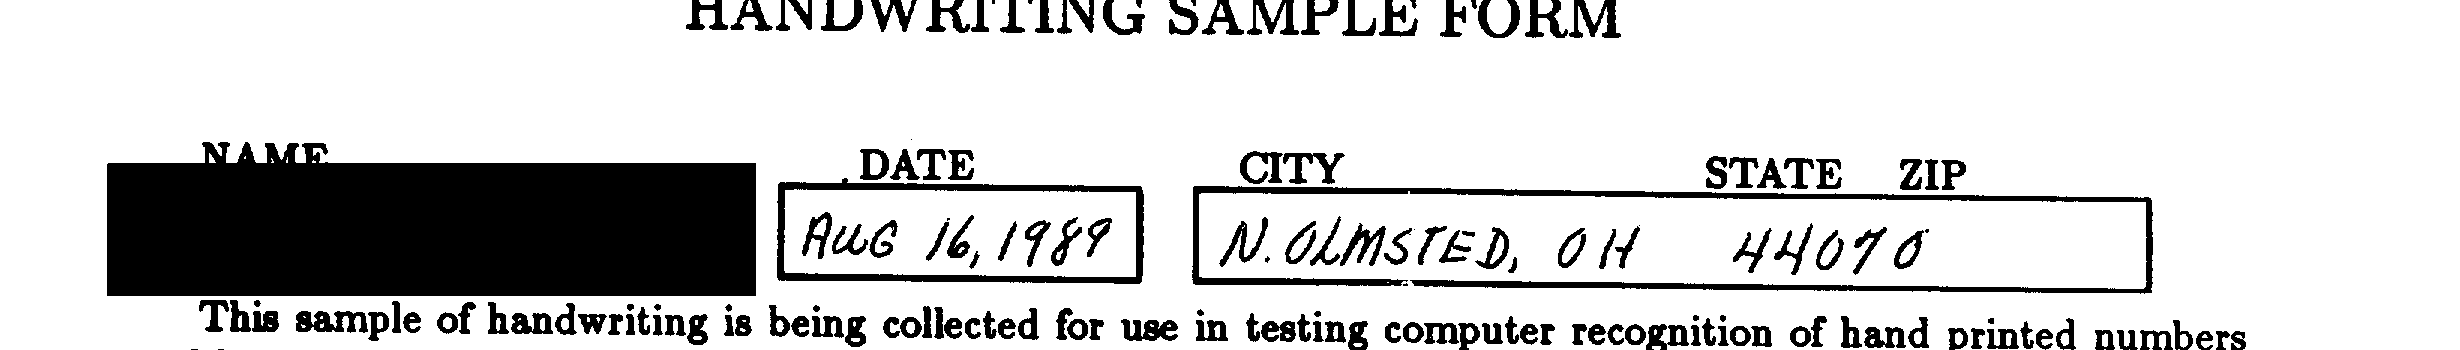 HANDWRITING SAMPLE FORM
NAME DATE CITY STATE ZIP
AUG 16, 1989 N. OLMSTED, OH 44070
This sample of handwriting is being collected for use in testing computer recognition of hand printed numbers